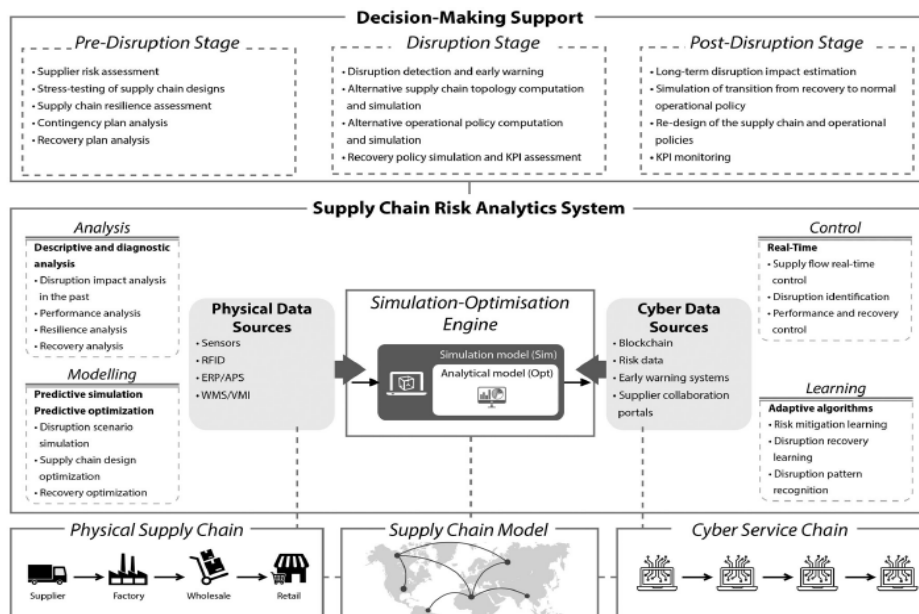 Decision-Making Support
Pre-Disruption Stage
• Supplier risk assessment
• Stress-testing of supply chain designs
• Supply chain resilience assessment
• Contingency plan analysis
• Recovery plan analysis
Disruption Stage
• Disruption detection and early warning
• Alternative supply chain topology computation
and simulation
• Alternative operational policy computation
and simulation
• Recovery policy simulation and KPI assessment
Post-Disruption Stage
• Long-term disruption impact estimation
• Simulation of transition from recovery to normal
operational policy
• Re-design of the supply chain and operational
policies
• KPI monitoring
Supply Chain Risk Analytics System
Analysis
Descriptive and diagnostic
analysis
• Disruption impact analysis
in the past
• Performance analysis
• Resilience analysis
• Recovery analysis
Modelling
Predictive simulation
Predictive optimization
• Disruption scenario
simulation
• Supply chain design
optimization
• Recovery optimization
Physical Data
Sources
• Sensors
• RFID
• ERP/APS
• WMS/VMI
Simulation-Optimisation
Engine
Simulation model (Sim)
Analytical model (Opt)
Cyber Data
Sources
• Blockchain
• Risk data
• Early warning systems
• Supplier collaboration
portals
Control
Real-Time
• Supply flow real-time
control
• Disruption identification
• Performance and recovery
control
Learning
Adaptive algorithms
• Risk mitigation learning
• Disruption recovery
learning
• Disruption pattern
recognition
Physical Supply Chain
Supplier
Factory
Wholesale
Retail
Supply Chain Model
Cyber Service Chain